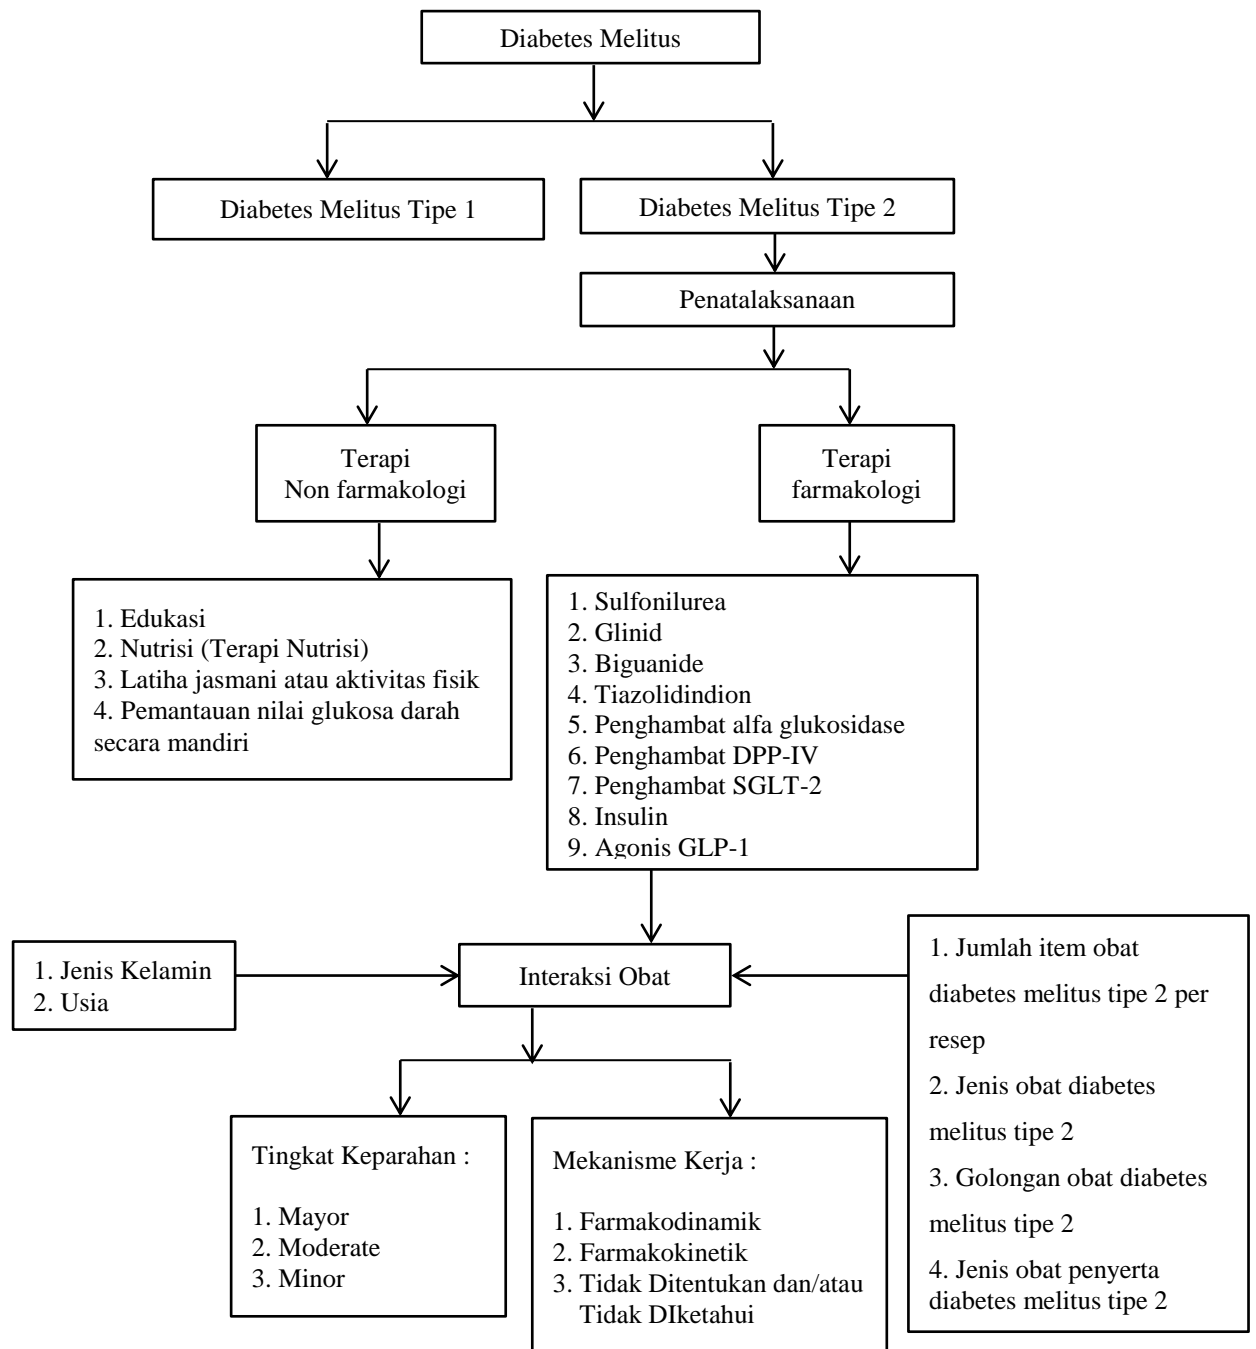 Diabetes Melitus
Diabetes Melitus Tipe 1
Diabetes Melitus Tipe 2
Penatalaksanaan
Terapi
Non farmakologi
Terapi
farmakologi
1. Edukasi
2. Nutrisi (Terapi Nutrisi)
3. Latiha jasmani atau aktivitas fisik
4. Pemantauan nilai glukosa darah
secara mandiri
1. Sulfonilurea
2. Glinid
3. Biguanide
4. Tiazolidindion
5. Penghambat alfa glukosidase
6. Penghambat DPP-IV
7. Penghambat SGLT-2
8. Insulin
9. Agonis GLP-1
1. Jenis Kelamin
2. Usia
Interaksi Obat
1. Jumlah item obat
diabetes melitus tipe 2 per
resep
2. Jenis obat diabetes
melitus tipe 2
3. Golongan obat diabetes
melitus tipe 2
4. Jenis obat penyerta
diabetes melitus tipe 2
Tingkat Keparahan :
1. Mayor
2. Moderate
3. Minor
Mekanisme Kerja :
1. Farmakodinamik
2. Farmakokinetik
3. Tidak Ditentukan dan/atau
Tidak DIketahui